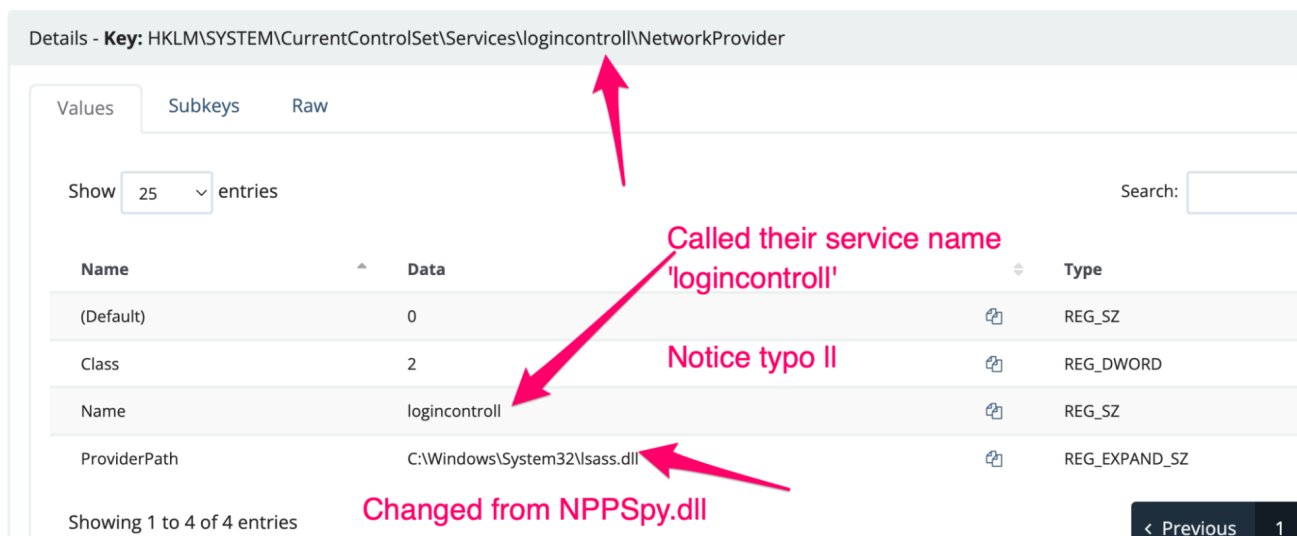 Details - Key: HKLM\SYSTEM\CurrentControlSet\Services\logincontroll\NetworkProvider
Values Subkeys Raw
Show 25 entries Search:
Called their service name
'logincontroll'
Name Data Type
(Default) 0 REG_SZ
Notice typo ll
Class 2 REG_DWORD
Name logincontroll REG_SZ
ProviderPath C:\Windows\System32\lsass.dll REG_EXPAND_SZ
Changed from NPPSpy.dll
Showing 1 to 4 of 4 entries
‹ Previous 1